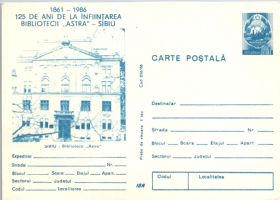 1861 - 1986
125 DE ANI DE LA ÎNFIINȚAREA
BIBLIOTECII „ASTRA" - SIBIU
CARTE POȘTALĂ
SIBIU - Biblioteca „Astra"
Expeditor
Strada Nr.
Blocul Scara Etajul Apart.
Sectorul Județul
Codul Localitatea
Destinatar
Strada Nr.
Blocul Scara Etajul Apart.
Sectorul Județul
Codul Localitatea